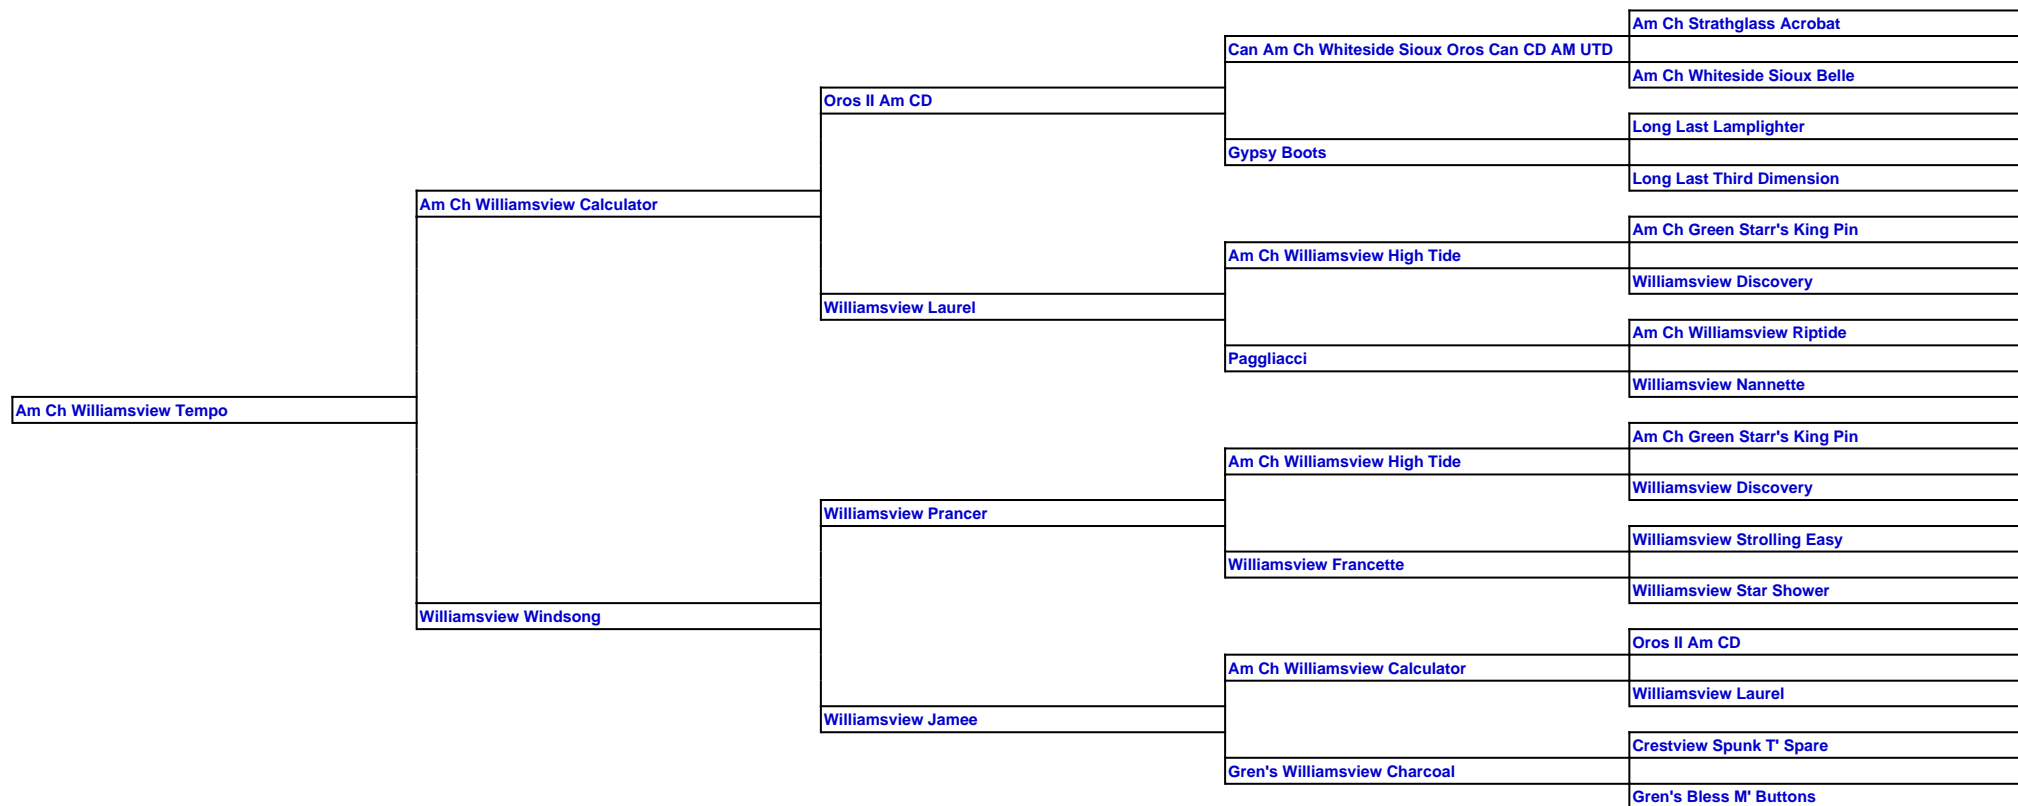 Am Ch Strathglass Acrobat
Can Am Ch Whiteside Sioux Oros Can CD AM UTD
Am Ch Whiteside Sioux Belle
Oros II Am CD
Long Last Lamplighter
Gypsy Boots
Long Last Third Dimension
Am Ch Williamsview Calculator
Am Ch Green Starr's King Pin
Am Ch Williamsview High Tide
Williamsview Discovery
Williamsview Laurel
Am Ch Williamsview Riptide
Paggliacci
Williamsview Nannette
Am Ch Williamsview Tempo
Am Ch Green Starr's King Pin
Am Ch Williamsview High Tide
Williamsview Discovery
Williamsview Prancer
Williamsview Strolling Easy
Williamsview Francette
Williamsview Star Shower
Williamsview Windsong
Oros II Am CD
Am Ch Williamsview Calculator
Williamsview Laurel
Williamsview Jamee
Crestview Spunk T' Spare
Gren's Williamsview Charcoal
Gren's Bless M' Buttons